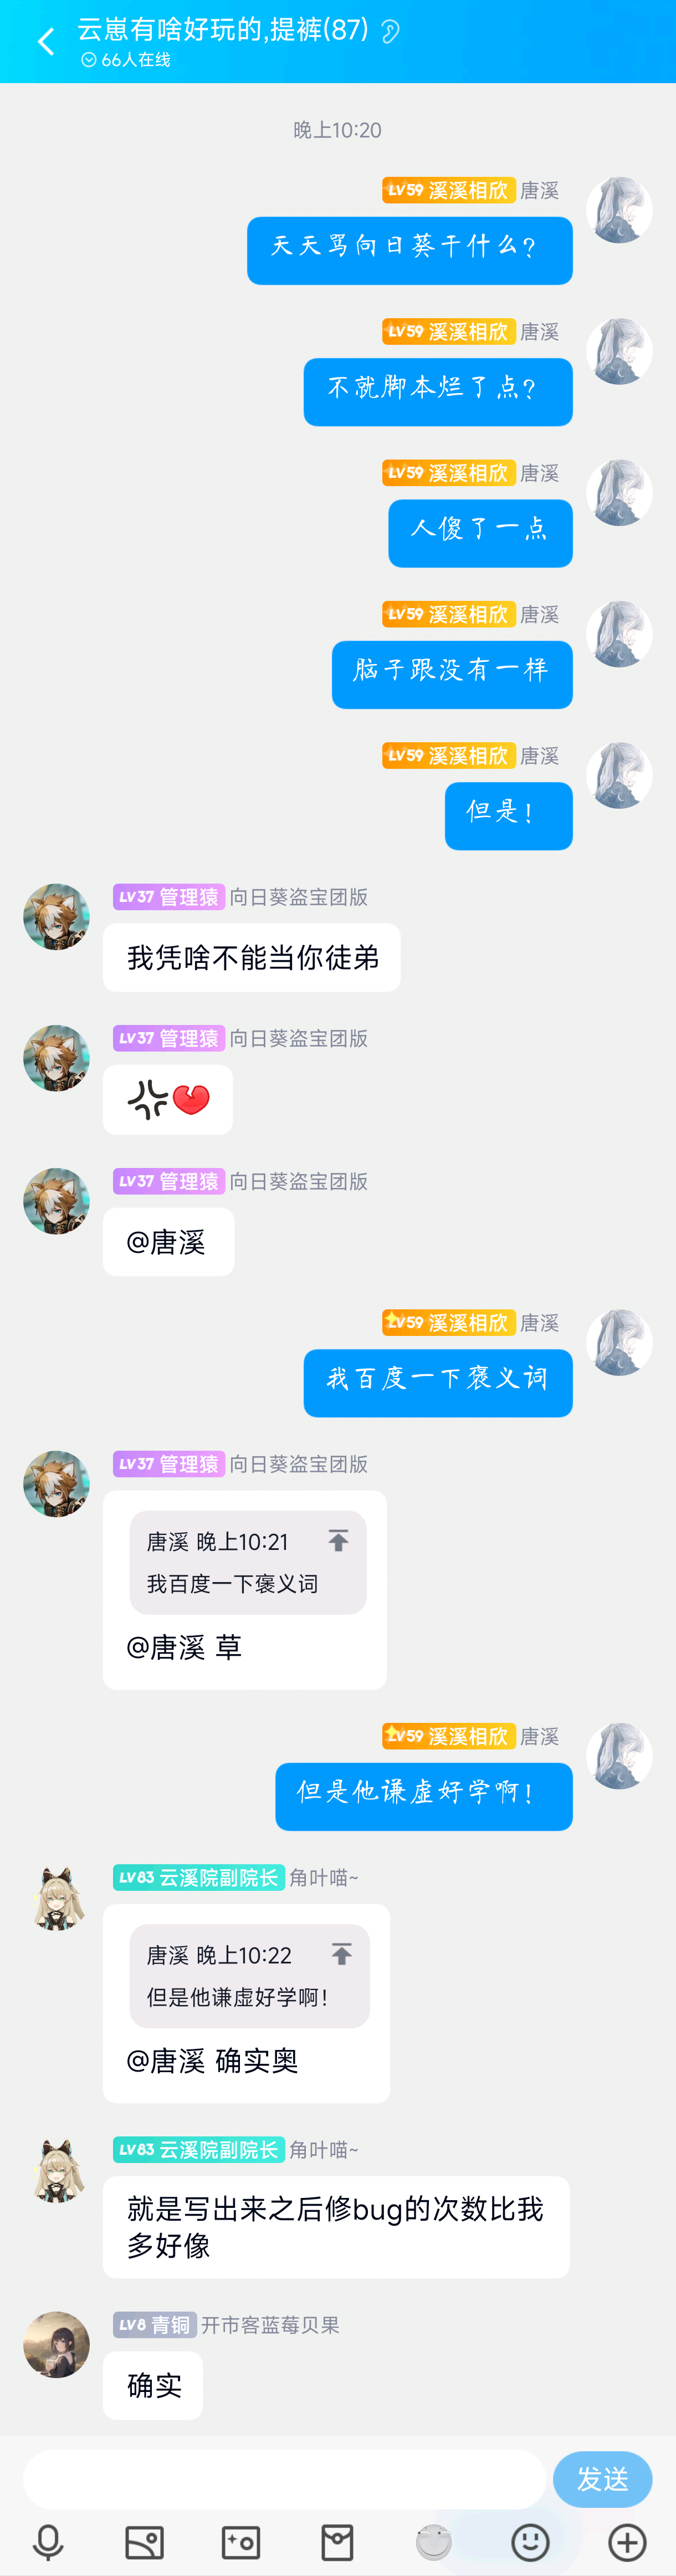 云崽有啥好玩的,提裤(87)
66人在线
晚上10:20
LV59 溪溪相欣 唐溪
天天骂向日葵干什么?
LV59 溪溪相欣 唐溪
不就脚本烂了点?
LV59 溪溪相欣 唐溪
人傻了一点
LV59 溪溪相欣 唐溪
脑子跟没有一样
LV59 溪溪相欣 唐溪
但是!
LV37 管理猿 向日葵盗宝团版
我凭啥不能当你徒弟
LV37 管理猿 向日葵盗宝团版
💢💔
LV37 管理猿 向日葵盗宝团版
@唐溪
LV59 溪溪相欣 唐溪
我百度一下褒义词
LV37 管理猿 向日葵盗宝团版
唐溪 晚上10:21
我百度一下褒义词
@唐溪 草
LV59 溪溪相欣 唐溪
但是他谦虚好学啊!
LV83 云溪院副院长 角叶喵~
唐溪 晚上10:22
但是他谦虚好学啊!
@唐溪 确实奥
LV83 云溪院副院长 角叶喵~
就是写出来之后修bug的次数比我
多好像
LV8 青铜 开市客蓝莓贝果
确实
发送